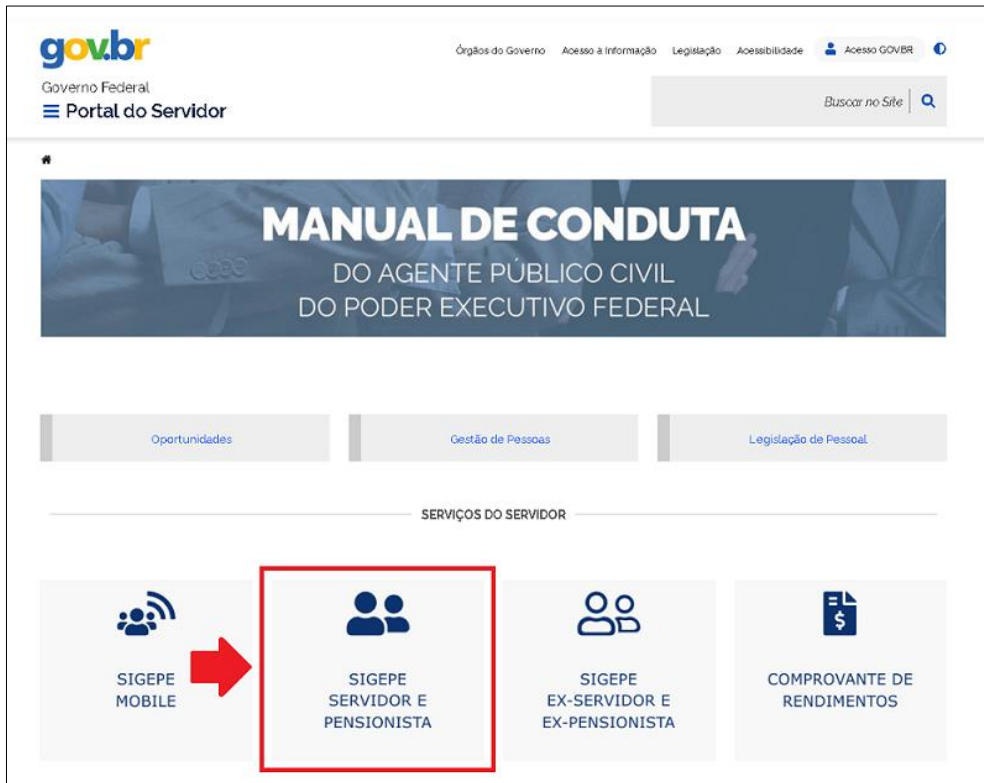 gov.br
Órgãos do Governo Acesso à Informação Legislação Acessibilidade Acesso GOV.BR
Governo Federal
Portal do Servidor
Buscar no Site
MANUAL DE CONDUTA
DO AGENTE PÚBLICO CIVIL
DO PODER EXECUTIVO FEDERAL
Oportunidades Gestão de Pessoas Legislação de Pessoal
SERVIÇOS DO SERVIDOR
SIGEPE
MOBILE
SIGEPE
SERVIDOR E
PENSIONISTA
SIGEPE
EX-SERVIDOR E
EX-PENSIONISTA
COMPROVANTE DE
RENDIMENTOS